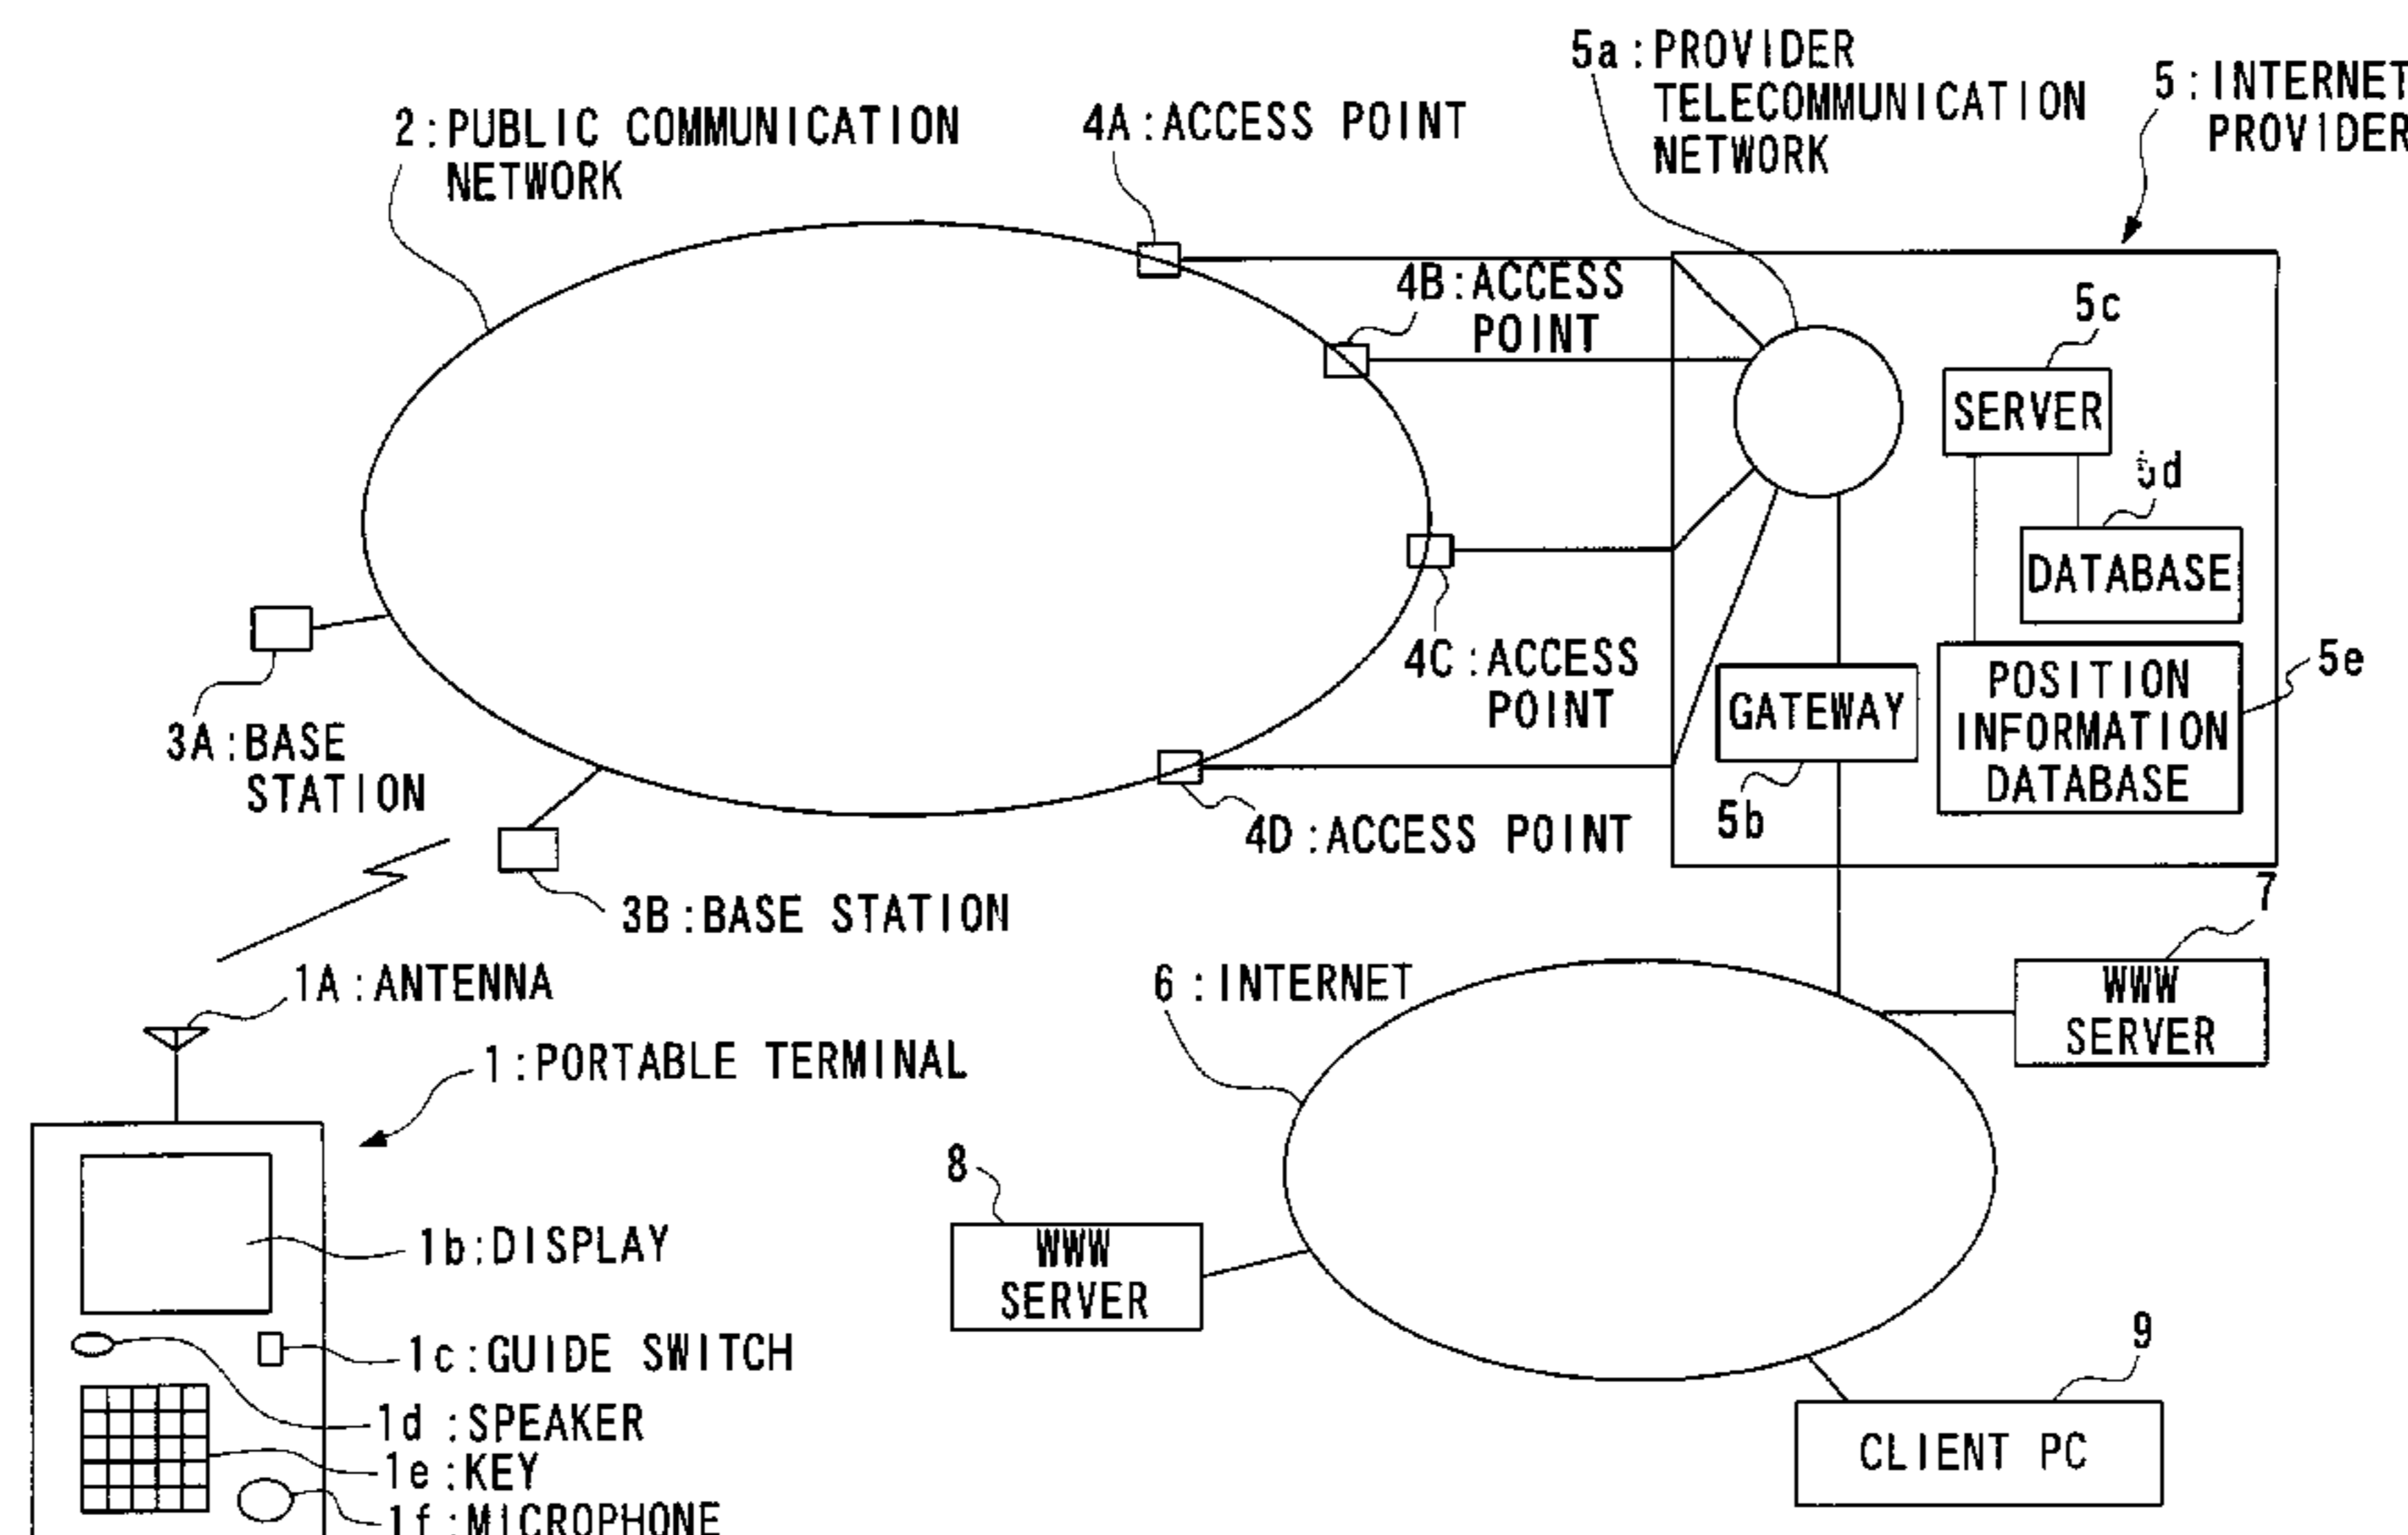 5a:PROVIDER
TELECOMMUNICATION
NETWORK
5:INTERNET
PROVIDER
2:PUBLIC COMMUNICATION
NETWORK
4A:ACCESS POINT
4B:ACCESS
POINT
5c
SERVER
5d
DATABASE
4C:ACCESS
POINT
5e
POSITION
INFORMATION
DATABASE
GATEWAY
5b
3A:BASE
STATION
4D:ACCESS POINT
3B:BASE STATION
7
WWW
SERVER
1A:ANTENNA
6:INTERNET
1:PORTABLE TERMINAL
8
WWW
SERVER
1b:DISPLAY
1c:GUIDE SWITCH
9
CLIENT PC
1d:SPEAKER
1e:KEY
1f:MICROPHONE